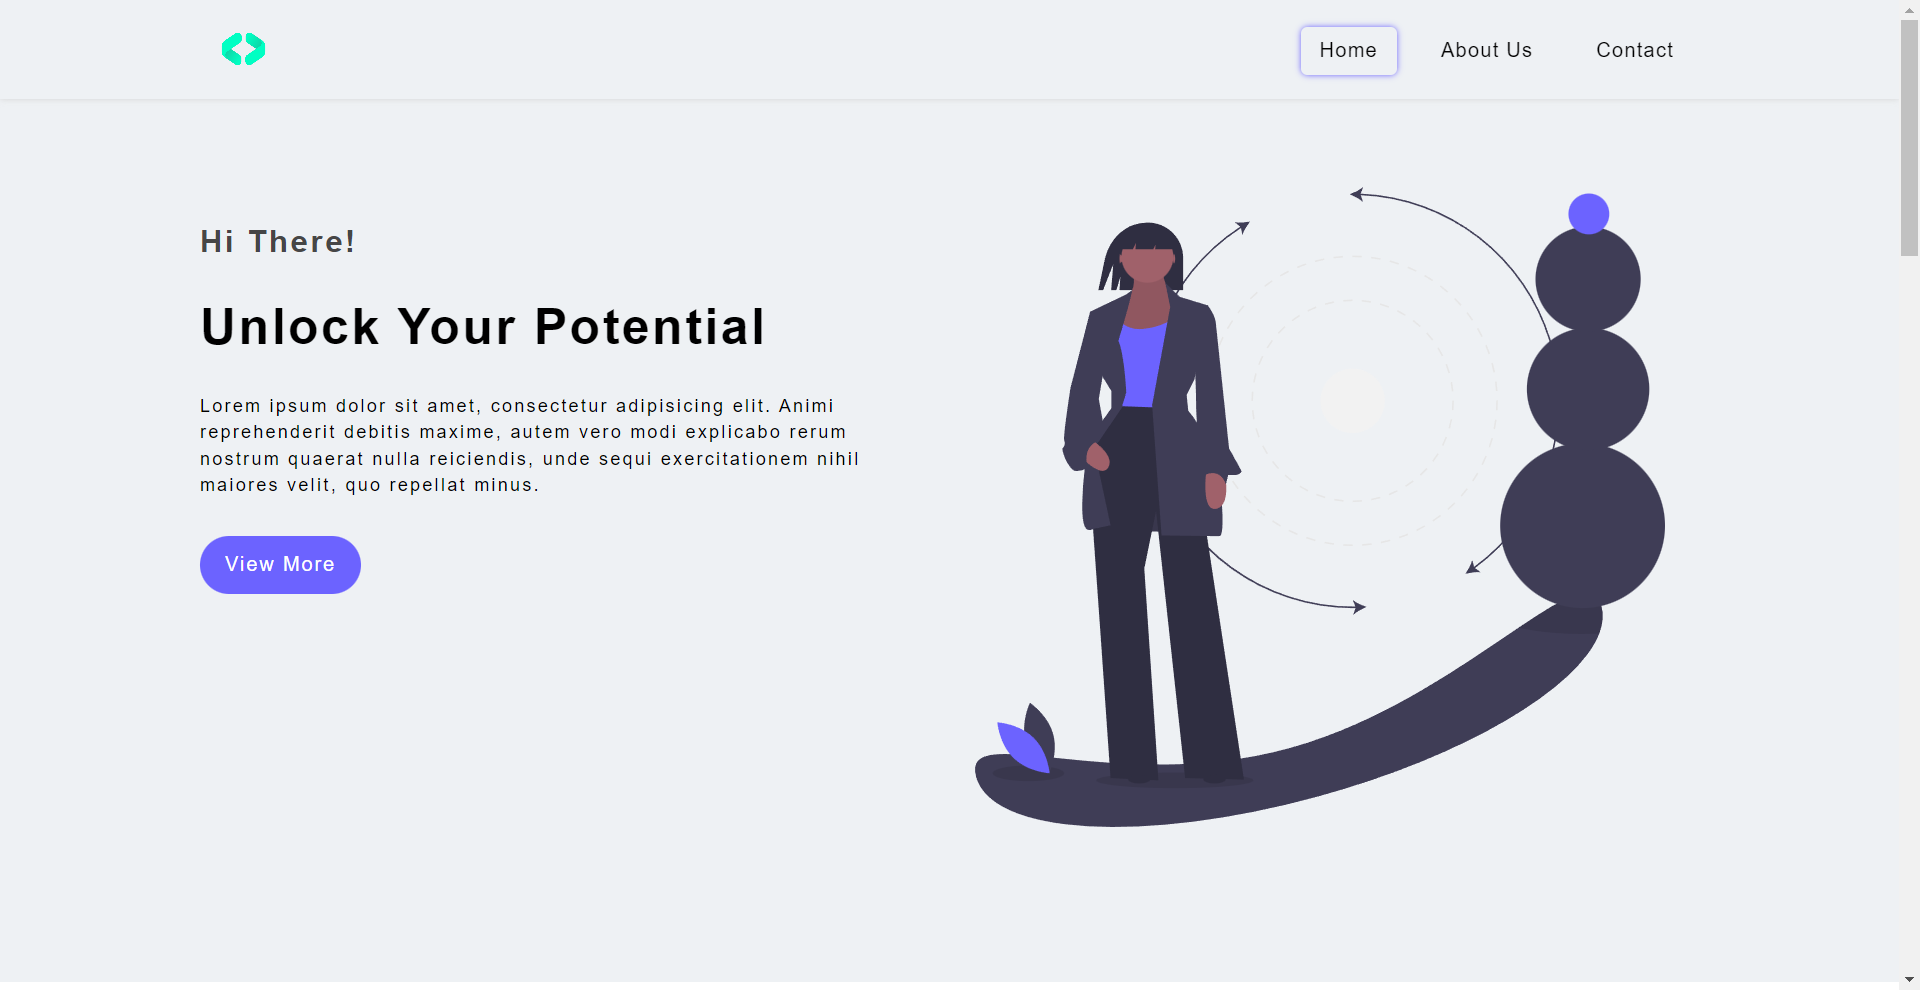 Home
About Us
Contact
Hi There!
Unlock Your Potential
Lorem ipsum dolor sit amet, consectetur adipisicing elit. Animi
reprehenderit debitis maxime, autem vero modi explicabo rerum
nostrum quaerat nulla reiciendis, unde sequi exercitationem nihil
maiores velit, quo repellat minus.
View More